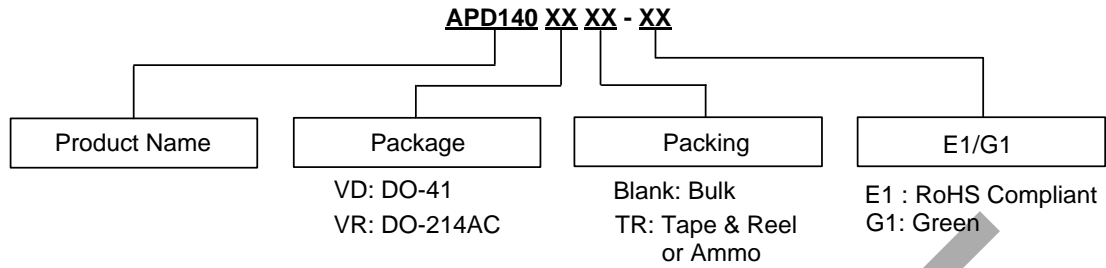 APD140 XX XX - XX
Product Name
Package
Packing
E1/G1
VD: DO-41
VR: DO-214AC
Blank: Bulk
TR: Tape & Reel
or Ammo
E1 : RoHS Compliant
G1: Green